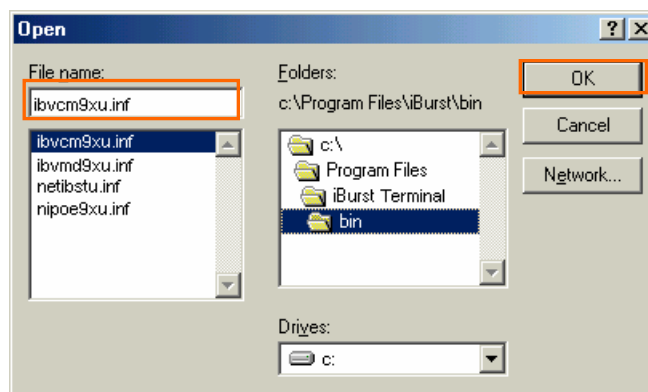 Open
File name:
ibvcm9xu.inf
ibvcm9xu.inf
ibvmd9xu.inf
netibstu.inf
nipoe9xu.inf
Folders:
c:\Program Files\iBurst\bin
c:\
Program Files
iBurst Terminal
bin
Drives:
c:
OK
Cancel
Network...